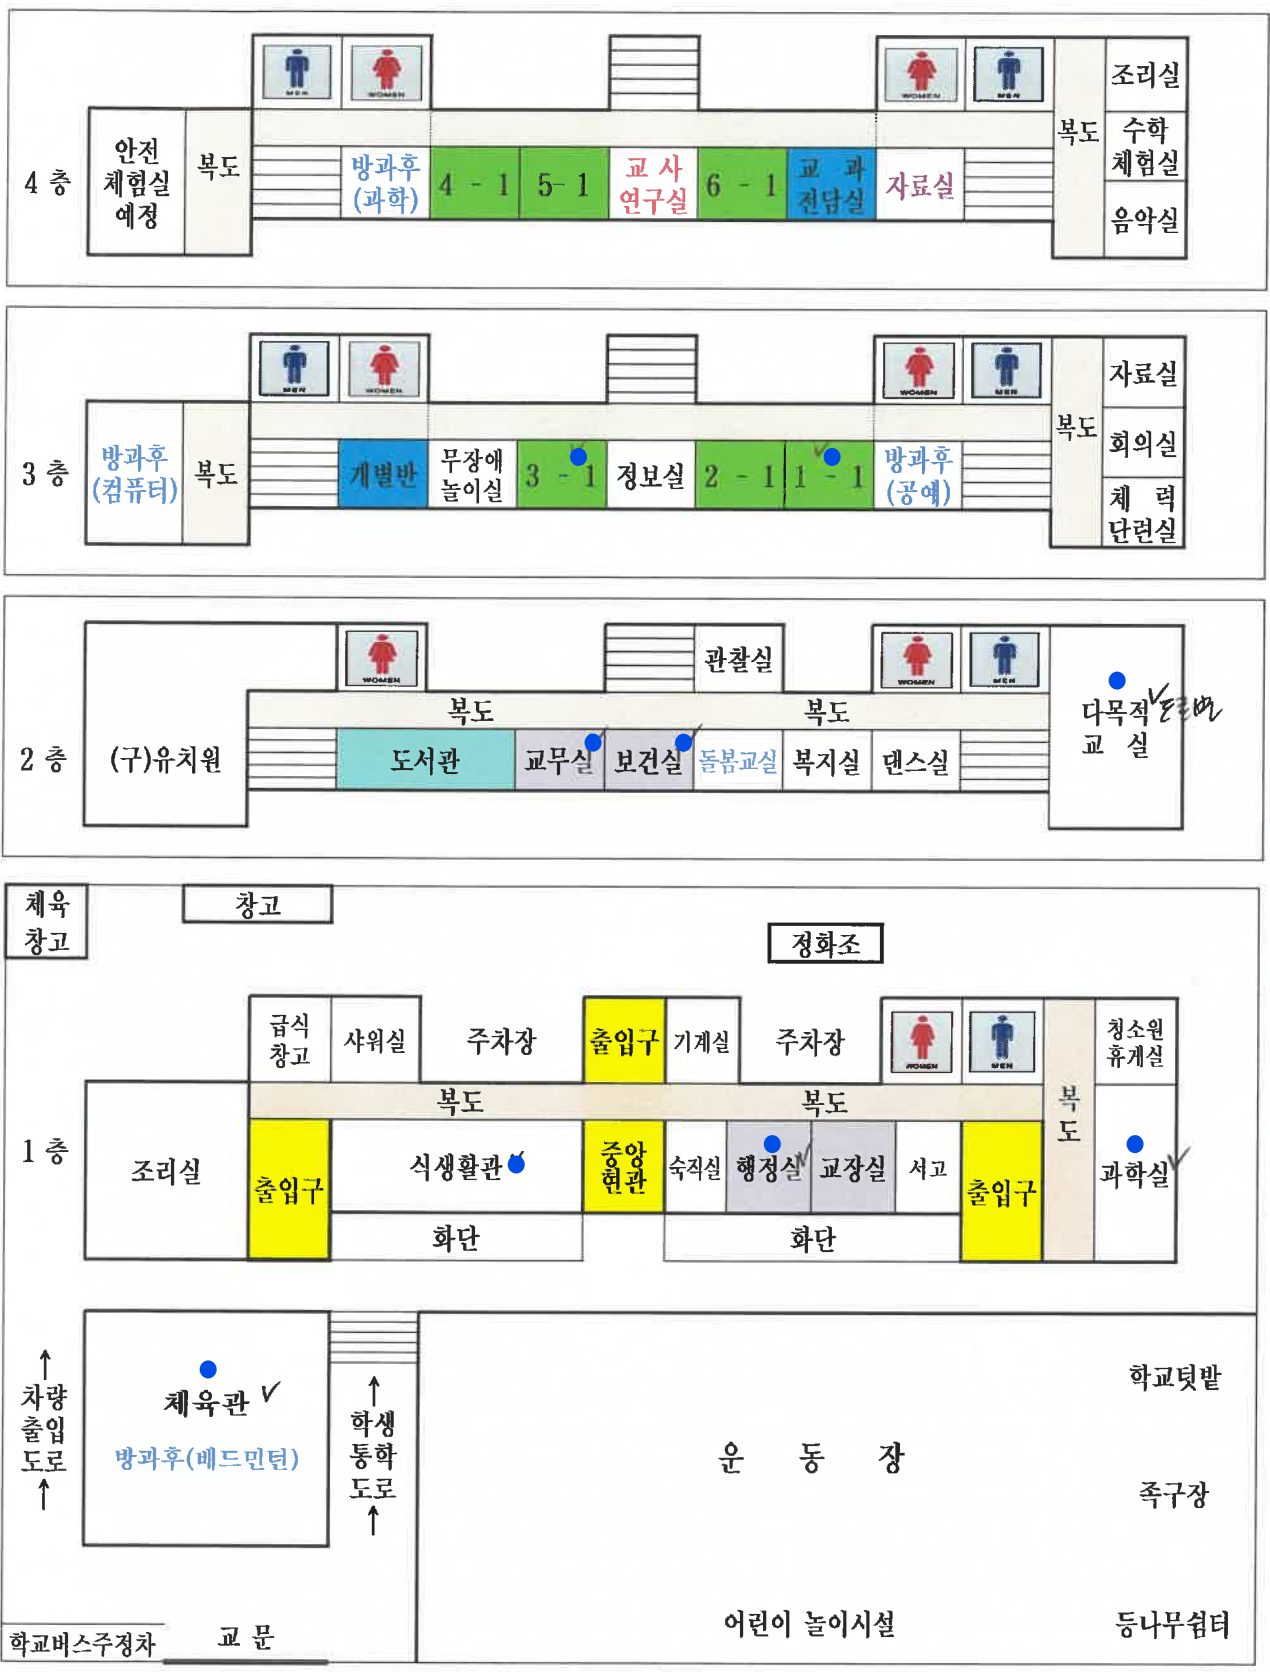 MEN
WOMEN
WOMEN
MEN
4 층
안전
체험실
예정
복도
방과후
(과학)
4 - 1
5- 1
교 사
연구실
6 - 1
교 과
전담실
자료실
복도
조리실
수학
체험실
음악실
MEN
WOMEN
WOMEN
MEN
3 층
방과후
(컴퓨터)
복도
개별반
무장애
놀이실
3 - 1
정보실
2 - 1
1 - 1
방과후
(공예)
복도
자료실
회의실
체 력
단련실
WOMEN
관찰실
WOMEN
MEN
2 층
(구)유치원
복도
복도
도서관
교무실
보건실
돌봄교실
복지실
댄스실
다목적
교 실
체육
창고
창고
정화조
급식
창고
샤워실
주차장
출입구
기계실
주차장
WOMEN
MEN
청소원
휴게실
복도
복도
복도
1 층
조리실
출입구
식생활관
중앙
현관
숙직실
행정실
교장실
서고
출입구
과학실
화단
화단
차량
출입
도로
체육관
방과후(배드민턴)
학생
통학
도로
학교텃밭
운 동 장
족구장
어린이 놀이시설
등나무쉼터
학교버스주정차
교 문